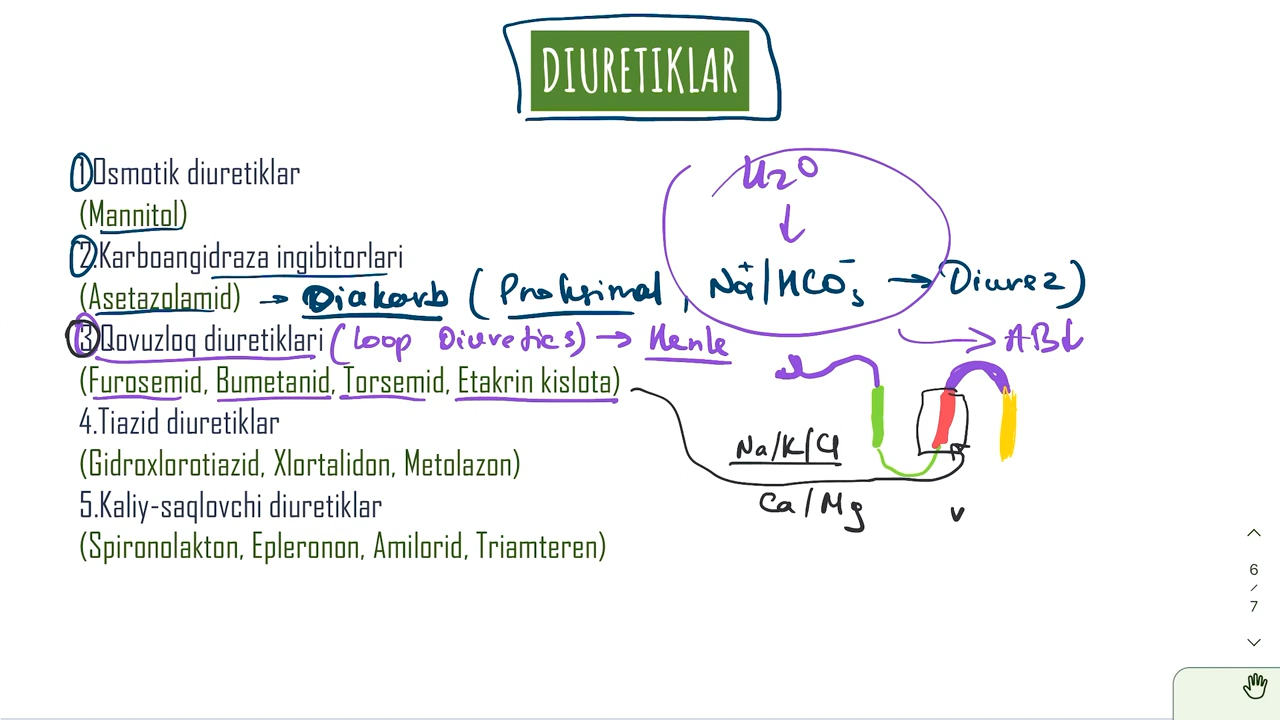 DIURETIKLAR
1.Osmotik diuretiklar
(Mannitol)
H₂O
↓
2.Karboangidraza ingibitorlari
(Asetazolamid) → Diakarb (Proksimal, Na⁺/HCO₃⁻ → Diurez)
3.Qovuzloq diuretiklari (Loop Diuretics) → Henle
→ AB↓
(Furosemid, Bumetanid, Torsemid, Etakrin kislota)
4.Tiazid diuretiklar
Na/K/Cl
(Gidroxlorotiazid, Xlortalidon, Metolazon)
5.Kaliy-saqlovchi diuretiklar
Ca/Mg
(Spironolakton, Epleronon, Amilorid, Triamteren)
6
/
7